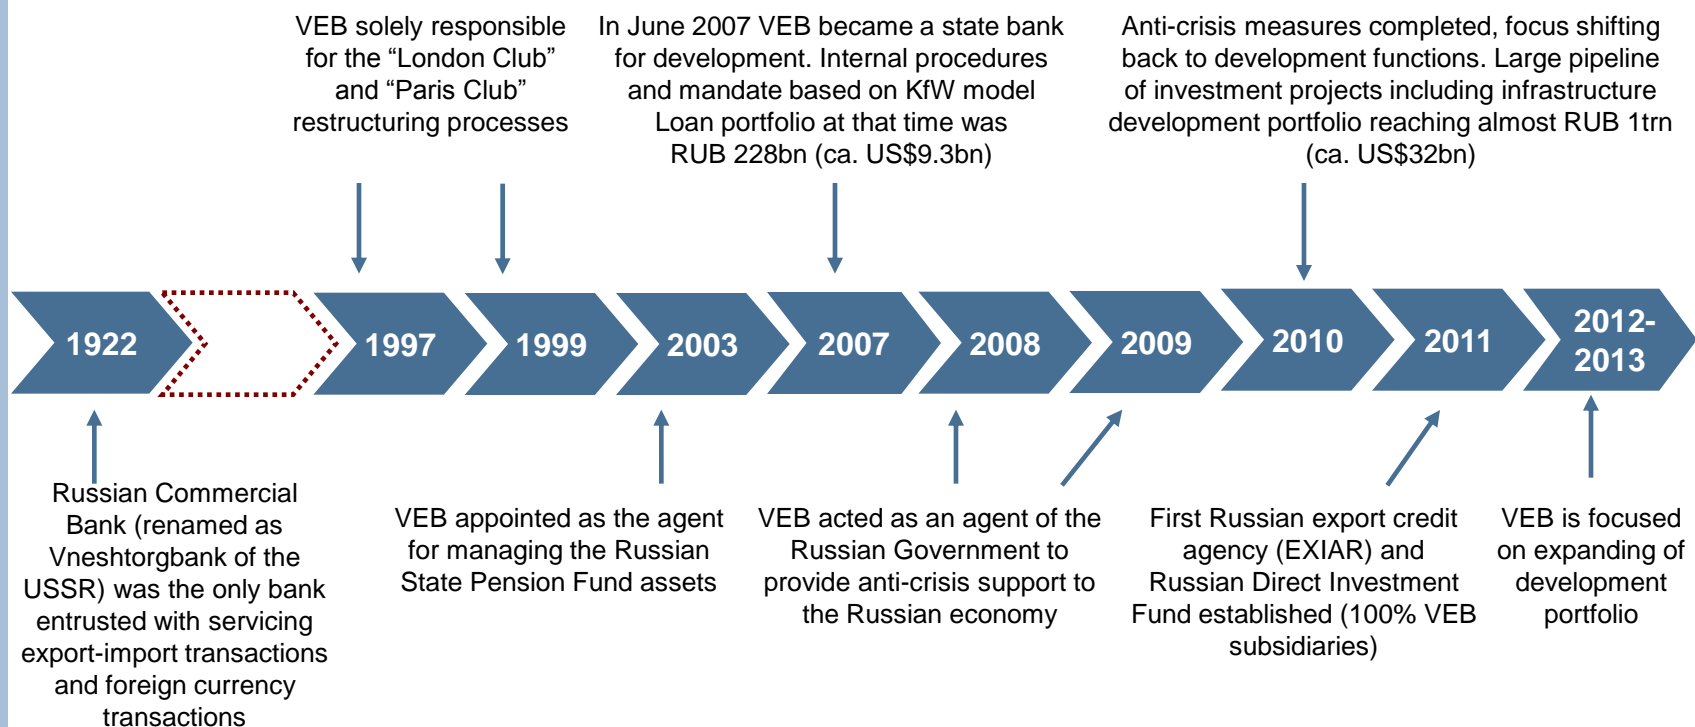 VEB solely responsible
for the “London Club”
and “Paris Club”
restructuring processes
In June 2007 VEB became a state bank
for development. Internal procedures
and mandate based on KfW model
Loan portfolio at that time was
RUB 228bn (ca. US$9.3bn)
Anti-crisis measures completed, focus shifting
back to development functions. Large pipeline
of investment projects including infrastructure
development portfolio reaching almost RUB 1trn
(ca. US$32bn)
1922
1997
1999
2003
2007
2008
2009
2010
2011
2012-
2013
Russian Commercial
Bank (renamed as
Vneshtorgbank of the
USSR) was the only bank
entrusted with servicing
export-import transactions
and foreign currency
transactions
VEB appointed as the agent
for managing the Russian
State Pension Fund assets
VEB acted as an agent of the
Russian Government to
provide anti-crisis support to
the Russian economy
First Russian export credit
agency (EXIAR) and
Russian Direct Investment
Fund established (100% VEB
subsidiaries)
VEB is focused
on expanding of
development
portfolio